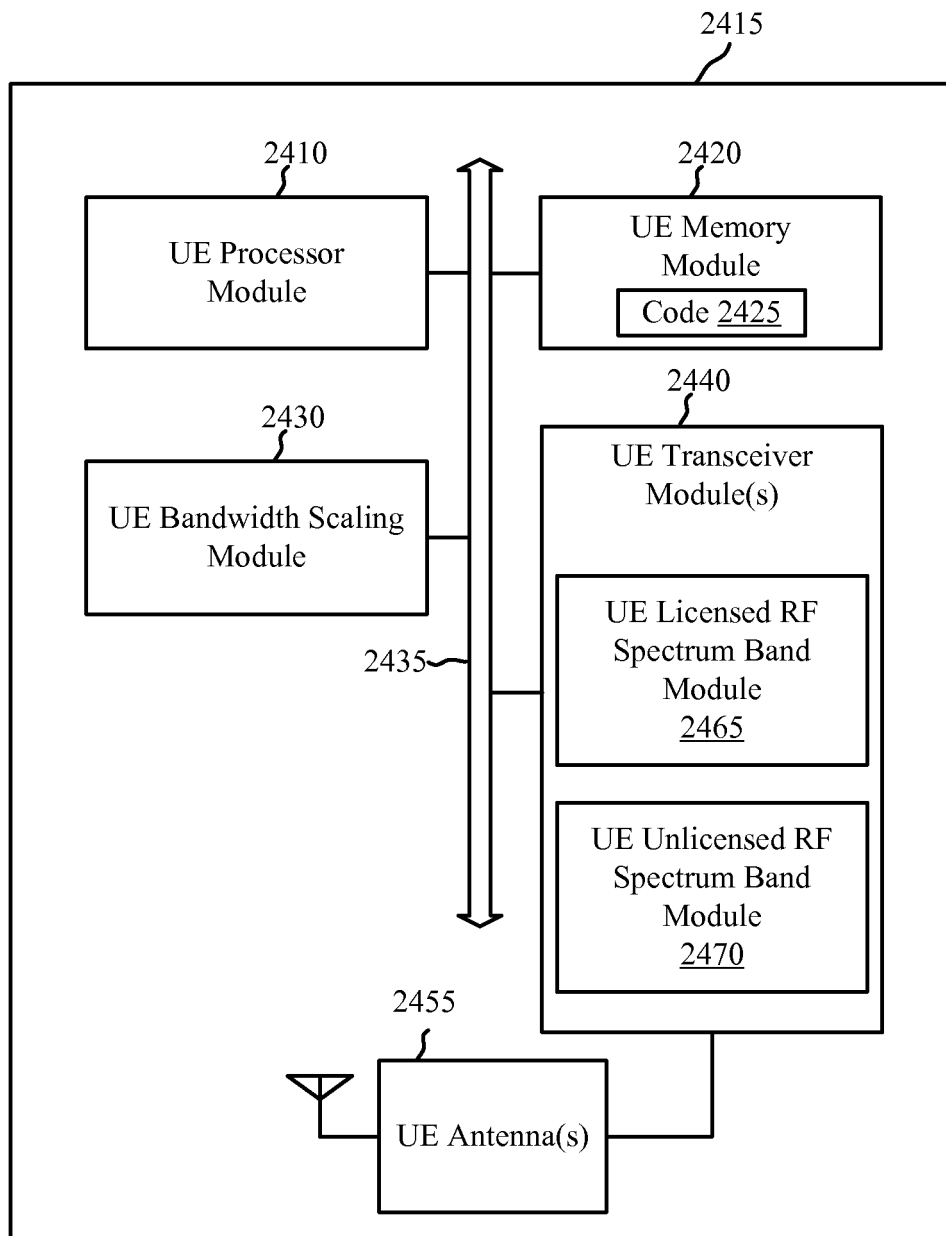 2415
2410
UE Processor
Module
2420
UE Memory
Module
Code 2425
2430
UE Bandwidth Scaling
Module
2435
2440
UE Transceiver
Module(s)
UE Licensed RF
Spectrum Band
Module
2465
UE Unlicensed RF
Spectrum Band
Module
2470
2455
UE Antenna(s)